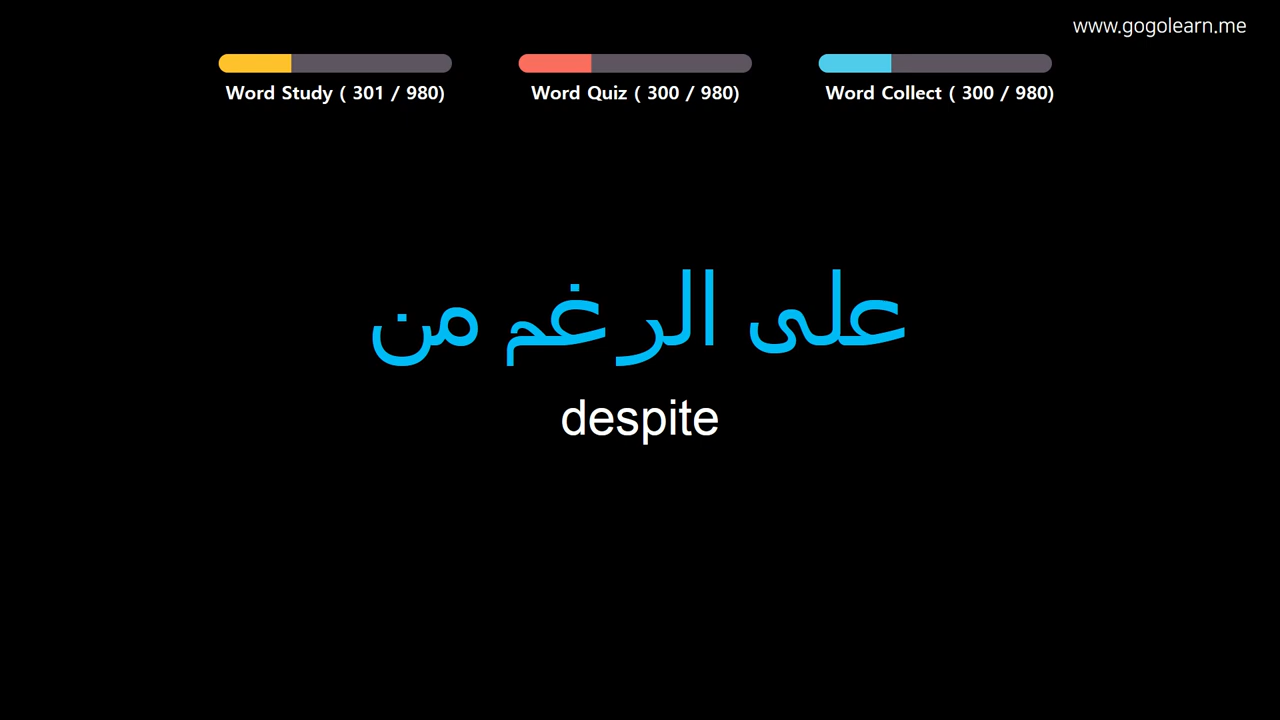 www.gogolearn.me
Word Study ( 301 / 980)
Word Quiz ( 300 / 980)
Word Collect ( 300 / 980)
على الرغم من
despite